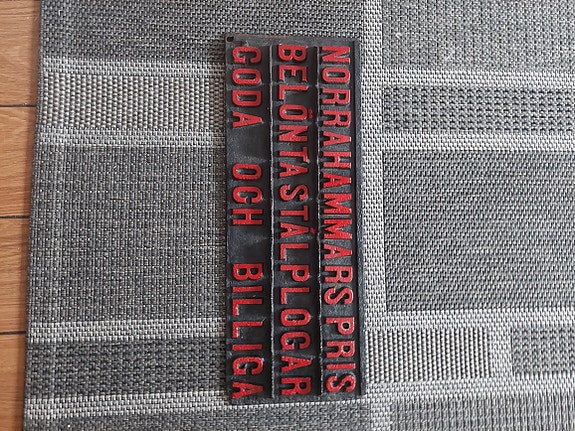 NORRAHAMMARS PRIS
BELÖNTA STÅLPLOGAR
GODA OCH BILLIGA